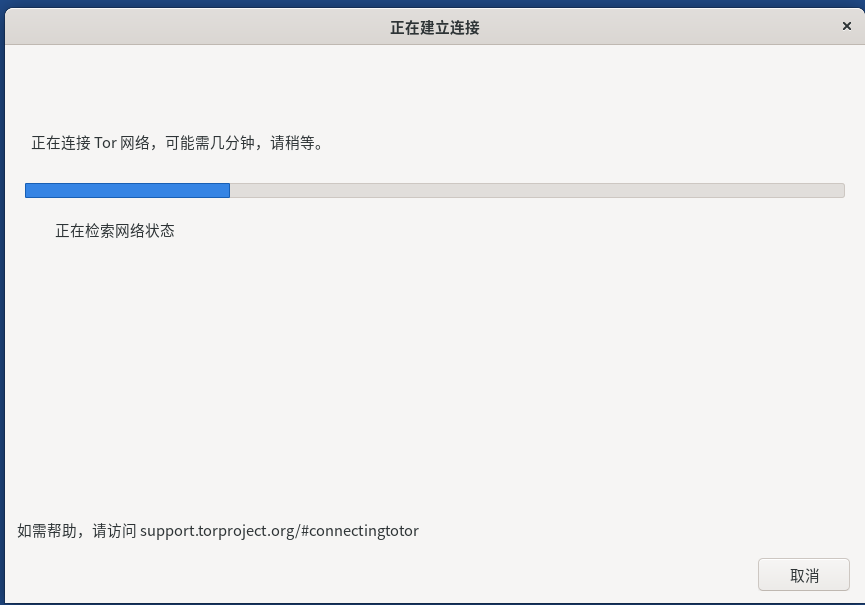 正在建立连接
正在连接 Tor 网络，可能需几分钟，请稍等。
正在检索网络状态
如需帮助，请访问 support.torproject.org/#connectingtotor
取消